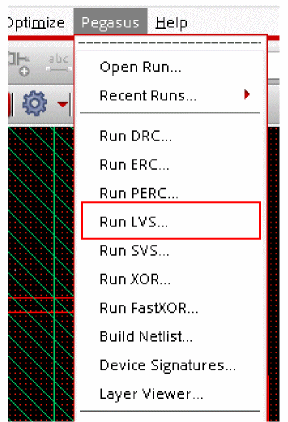 Optimize Pegasus Help
abc
Open Run...
Recent Runs...
Run DRC...
Run ERC...
Run PERC...
Run LVS...
Run SVS...
Run XOR...
Run FastXOR...
Build Netlist...
Device Signatures...
Layer Viewer...